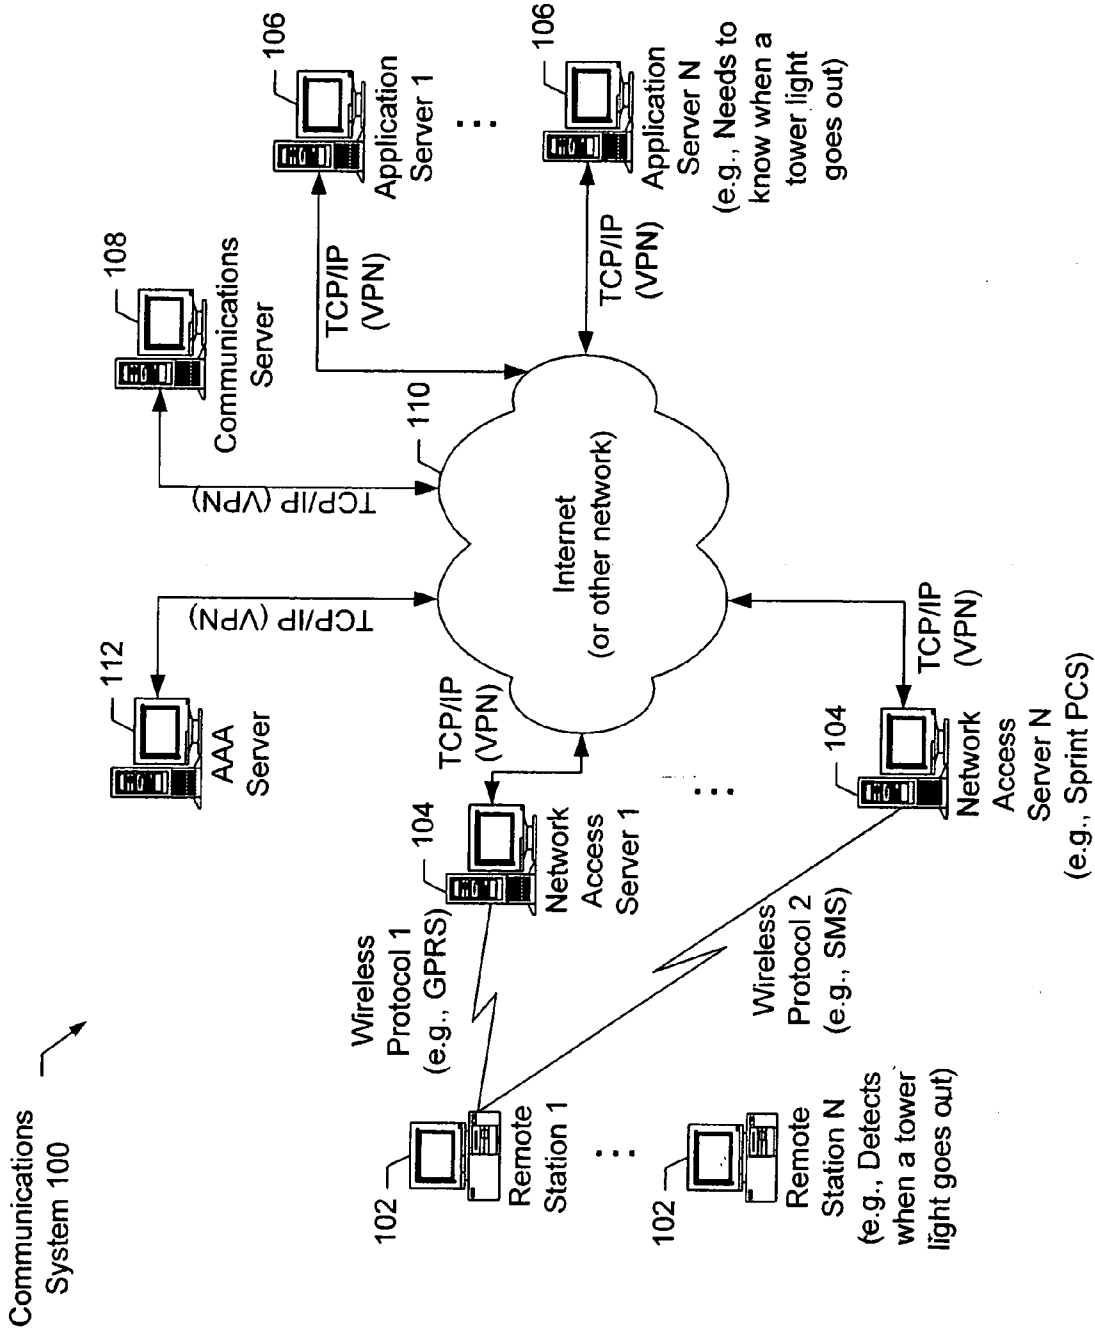 Communications
System 100
112
AAA
Server
108
Communications
Server
106
Application
Server 1
TCP/IP (VPN)
TCP/IP (VPN)
TCP/IP
(VPN)
110
Internet
(or other network)
TCP/IP
(VPN)
106
Application
Server N
(e.g., Needs to
know when a
tower light
goes out)
...
TCP/IP
(VPN)
104
Network
Access
Server 1
Wireless
Protocol 1
(e.g., GPRS)
102
Remote
Station 1
...
...
Wireless
Protocol 2
(e.g., SMS)
TCP/IP
(VPN)
104
Network
Access
Server N
(e.g., Sprint PCS)
102
Remote
Station N
(e.g., Detects
when a tower
light goes out)